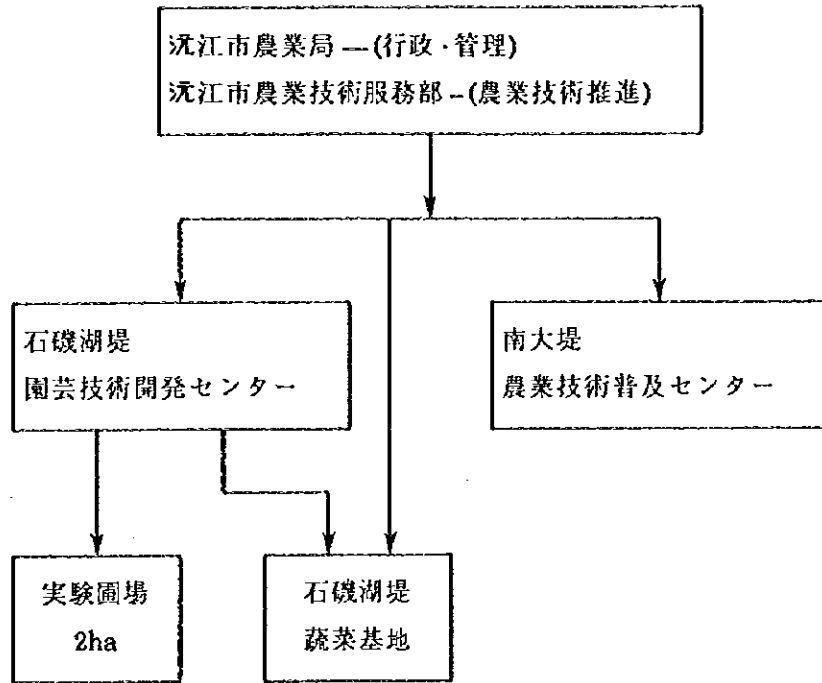 沅江市農業局 — (行政・管理)
沅江市農業技術服務部 – (農業技術推進)
石磯湖堤
園芸技術開発センター
南大堤
農業技術普及センター
実験圃場
2ha
石磯湖堤
蔬菜基地